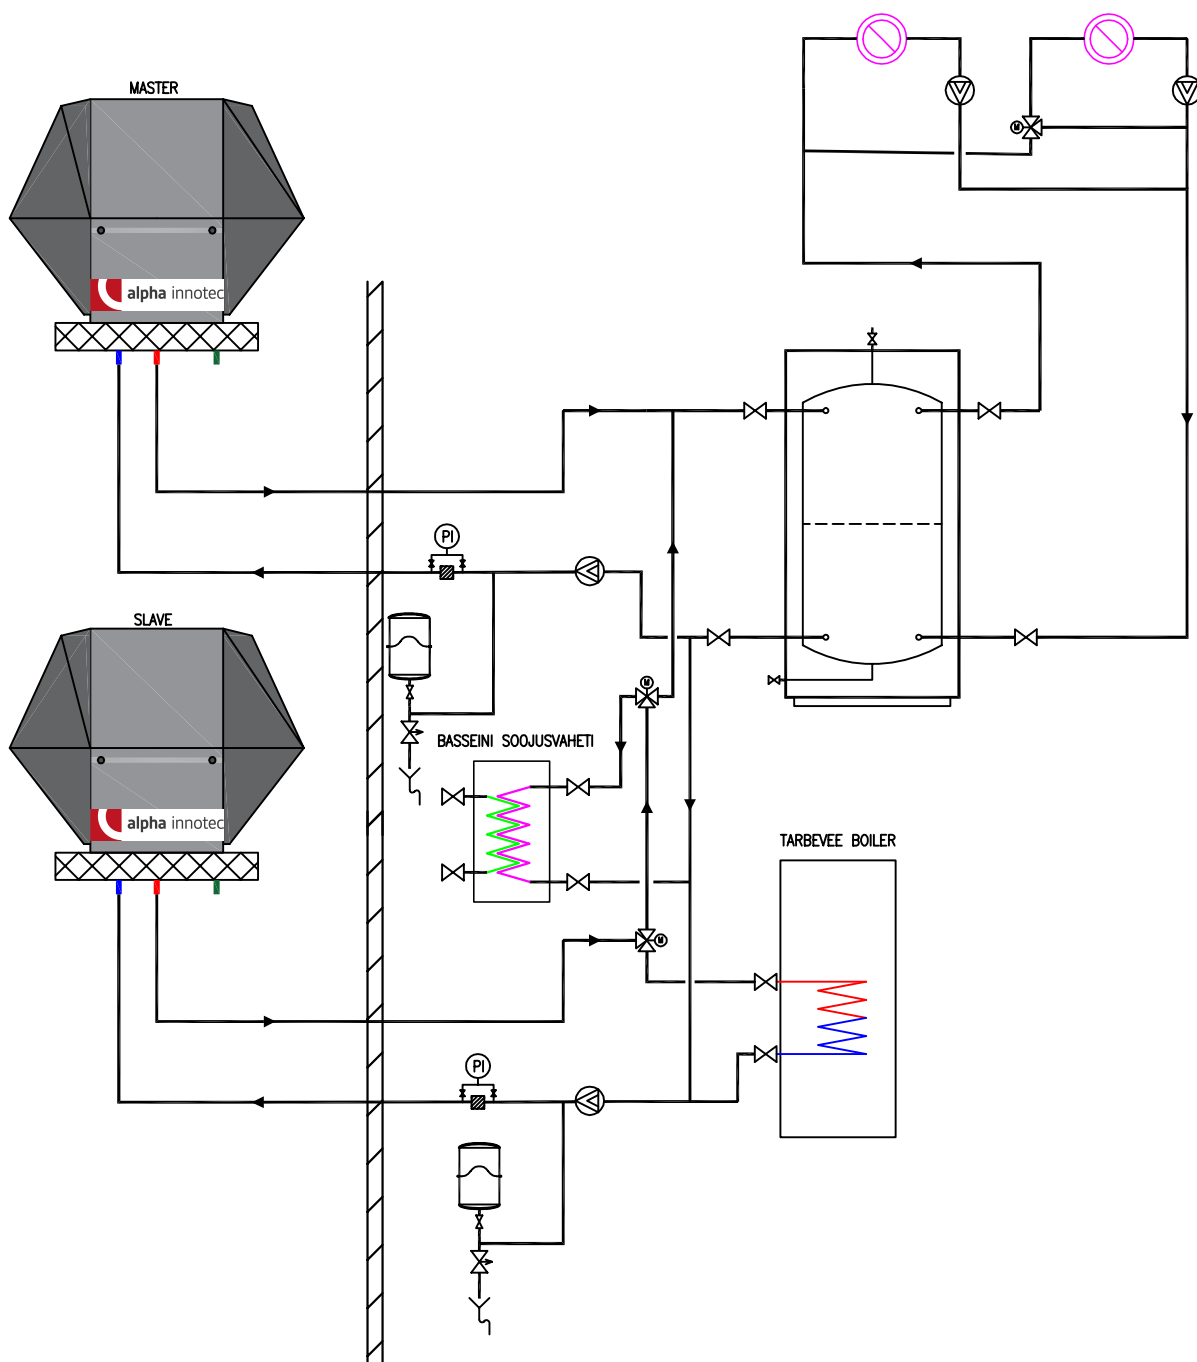 MASTER
alpha innotec
M
PI
SLAVE
M
BASSEINI SOOJUSVAHETI
alpha innotec
TARBEVEE BOILER
M
PI